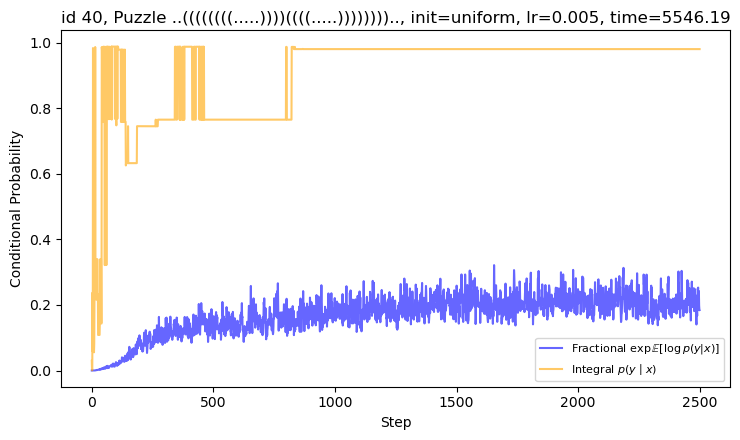 id 40, Puzzle ..((((((((.....))))((((.....)))))))).., init=uniform, lr=0.005, time=5546.19
1.0
0.8
0.6
0.4
0.2
0.0
Conditional Probability
0
500
1000
1500
2000
2500
Step
Fractional exp𝔼[log p(y|x)]
Integral p(y | x)